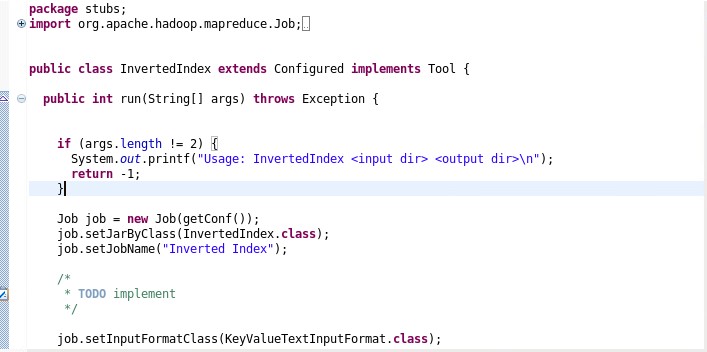 package stubs;
import org.apache.hadoop.mapreduce.Job;
public class InvertedIndex extends Configured implements Tool {
public int run(String[] args) throws Exception {
if (args.length != 2) {
System.out.printf("Usage: InvertedIndex <input dir> <output dir>\n");
return -1;
}
Job job = new Job(getConf());
job.setJarByClass(InvertedIndex.class);
job.setJobName("Inverted Index");
/*
* TODO implement
*/
job.setInputFormatClass(KeyValueTextInputFormat.class);